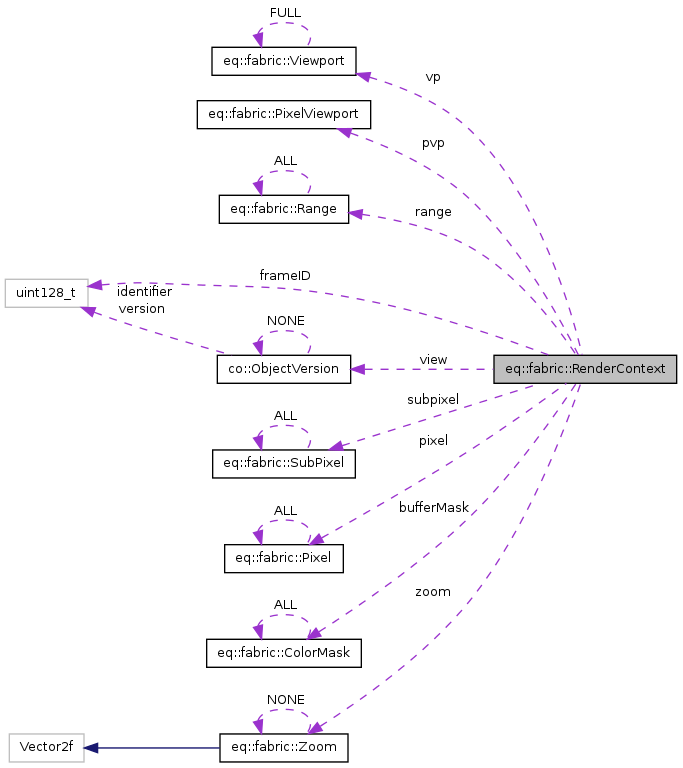 FULL
eq::fabric::Viewport
vp
eq::fabric::PixelViewport
pvp
ALL
eq::fabric::Range
range
frameID
uint128_t
identifier
version
NONE
co::ObjectVersion
view
eq::fabric::RenderContext
subpixel
ALL
eq::fabric::SubPixel
pixel
ALL
eq::fabric::Pixel
bufferMask
ALL
eq::fabric::ColorMask
zoom
NONE
Vector2f
eq::fabric::Zoom